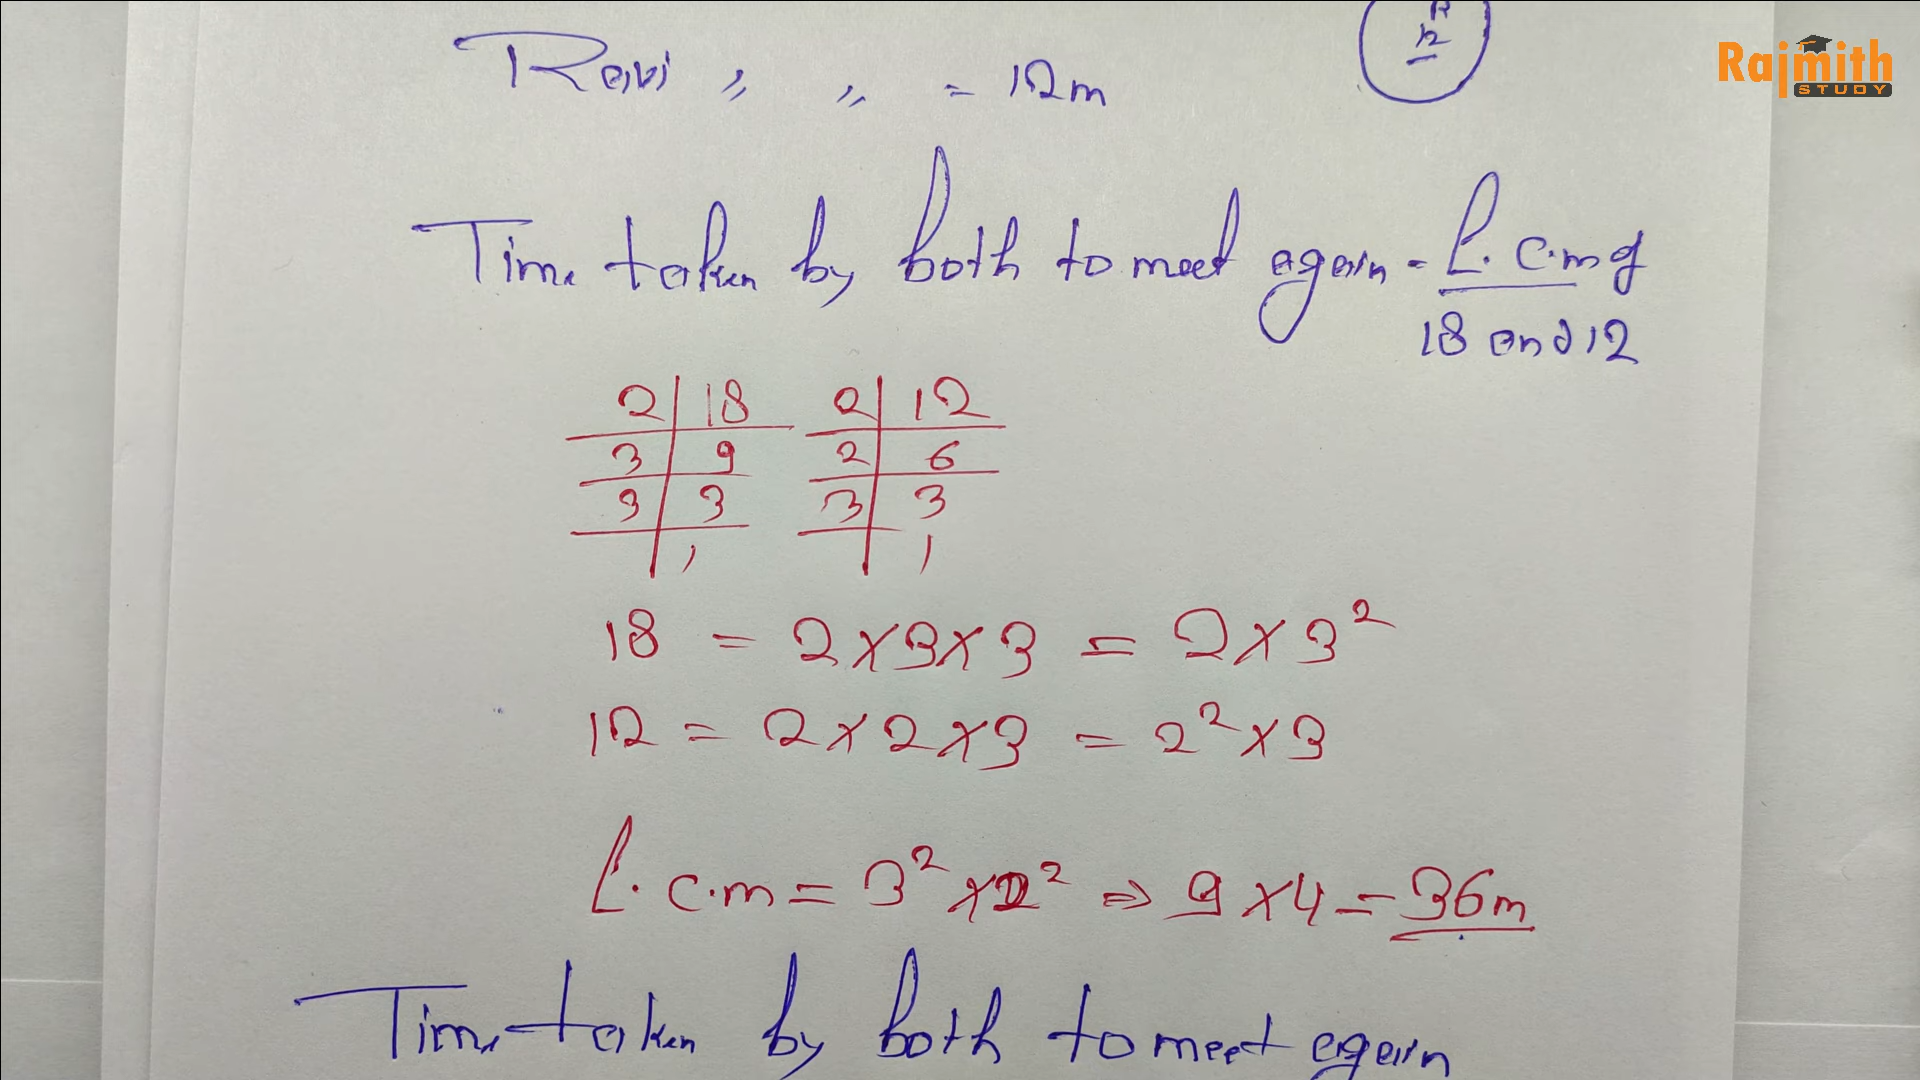 R
12
Rajmith
STUDY
Ravi " " = 12m
Time taken by both to meet again = L.C.M of
18 and 12
2 | 18 2 | 12
3 | 9 2 | 6
3 | 3 3 | 3
1 1
18 = 2×3×3 = 2×3²
12 = 2×2×3 = 2²×3
L.C.M = 3²×2² ⇒ 9×4 = 36m
Time taken by both to meet again